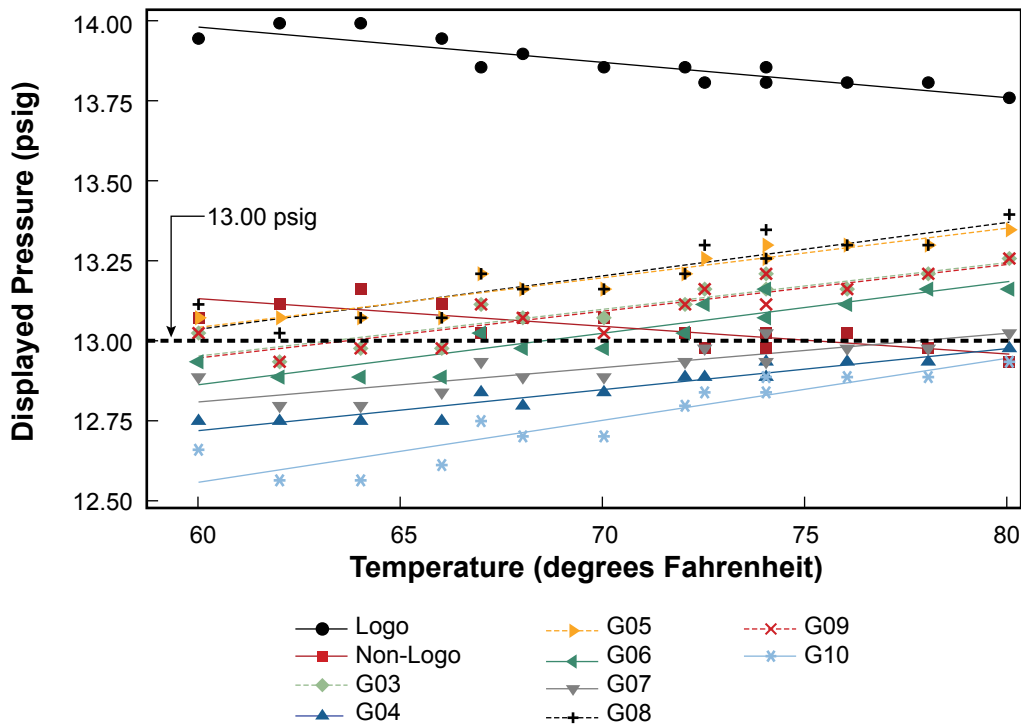 14.00
13.75
13.50
13.25
13.00
12.75
12.50
Displayed Pressure (psig)
13.00 psig
60
65
70
75
80
Temperature (degrees Fahrenheit)
Logo
Non-Logo
G03
G04
G05
G06
G07
G08
G09
G10